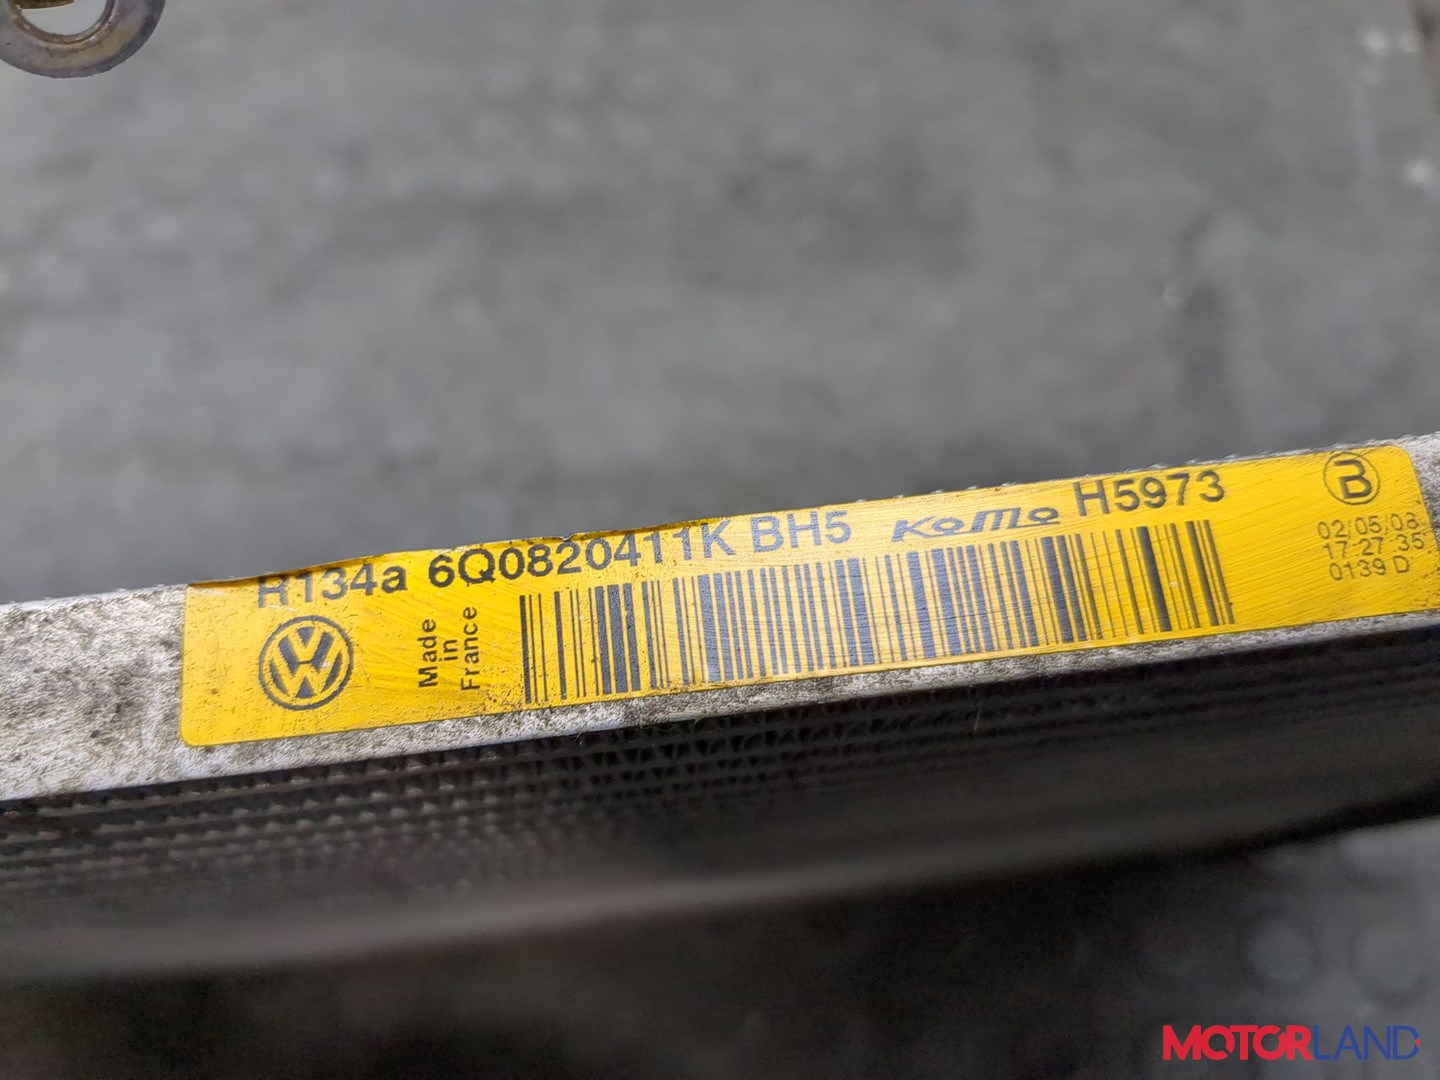 R134a 6Q0820411K BH5 KoMo H5973
B
02/05/08
17 27 35
0139 D
Made
in
France
MOTORLAND